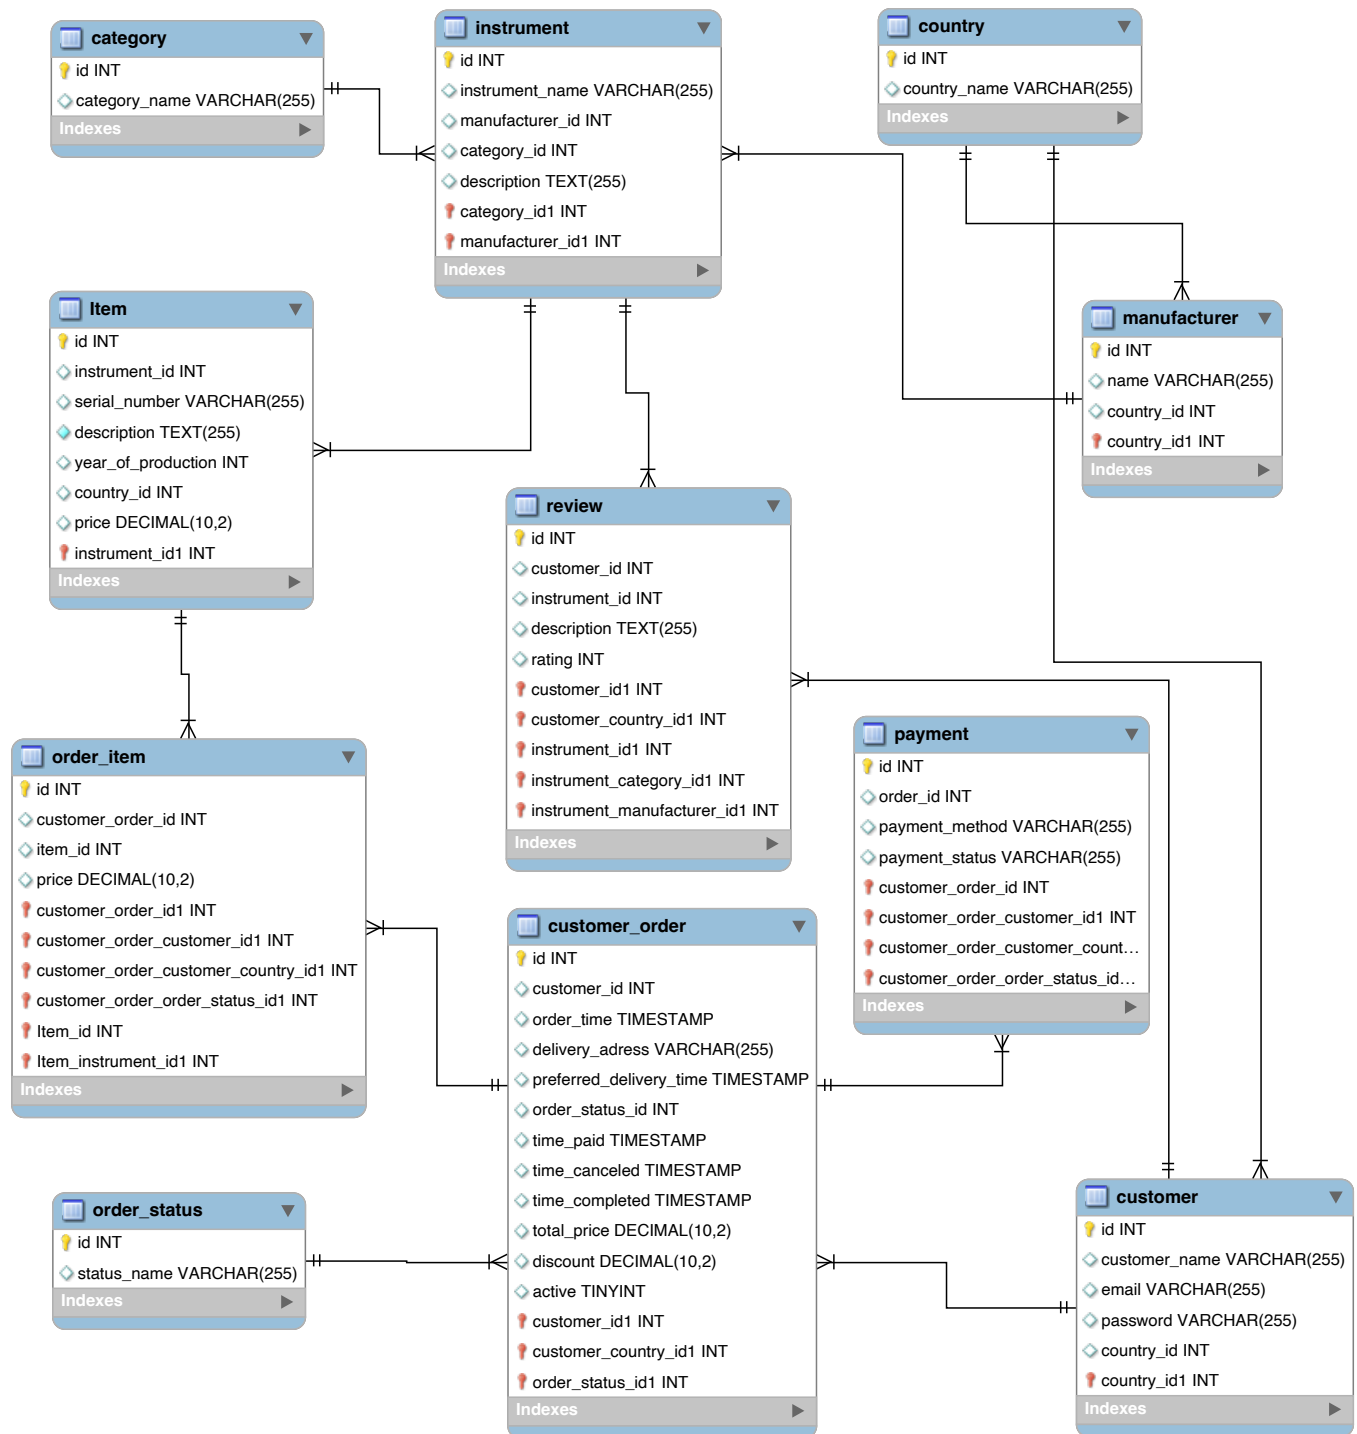 category
id INT
category_name VARCHAR(255)
Indexes
instrument
id INT
instrument_name VARCHAR(255)
manufacturer_id INT
category_id INT
description TEXT(255)
category_id1 INT
manufacturer_id1 INT
Indexes
country
id INT
country_name VARCHAR(255)
Indexes
manufacturer
id INT
name VARCHAR(255)
country_id INT
country_id1 INT
Indexes
Item
id INT
instrument_id INT
serial_number VARCHAR(255)
description TEXT(255)
year_of_production INT
country_id INT
price DECIMAL(10,2)
instrument_id1 INT
Indexes
review
id INT
customer_id INT
instrument_id INT
description TEXT(255)
rating INT
customer_id1 INT
customer_country_id1 INT
instrument_id1 INT
instrument_category_id1 INT
instrument_manufacturer_id1 INT
Indexes
order_item
id INT
customer_order_id INT
item_id INT
price DECIMAL(10,2)
customer_order_id1 INT
customer_order_customer_id1 INT
customer_order_customer_country_id1 INT
customer_order_order_status_id1 INT
Item_id INT
Item_instrument_id1 INT
Indexes
payment
id INT
order_id INT
payment_method VARCHAR(255)
payment_status VARCHAR(255)
customer_order_id INT
customer_order_customer_id1 INT
customer_order_customer_count...
customer_order_order_status_id...
Indexes
customer_order
id INT
customer_id INT
order_time TIMESTAMP
delivery_adress VARCHAR(255)
preferred_delivery_time TIMESTAMP
order_status_id INT
time_paid TIMESTAMP
time_canceled TIMESTAMP
time_completed TIMESTAMP
total_price DECIMAL(10,2)
discount DECIMAL(10,2)
active TINYINT
customer_id1 INT
customer_country_id1 INT
order_status_id1 INT
Indexes
order_status
id INT
status_name VARCHAR(255)
Indexes
customer
id INT
customer_name VARCHAR(255)
email VARCHAR(255)
password VARCHAR(255)
country_id INT
country_id1 INT
Indexes